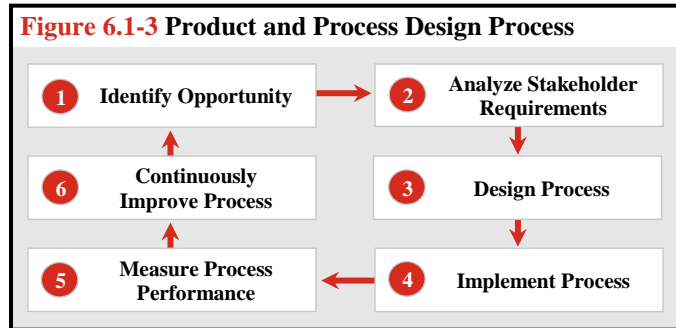 Figure 6.1-3 Product and Process Design Process
1 Identify Opportunity
2 Analyze Stakeholder
Requirements
3 Design Process
4 Implement Process
5 Measure Process
Performance
6 Continuously
Improve Process